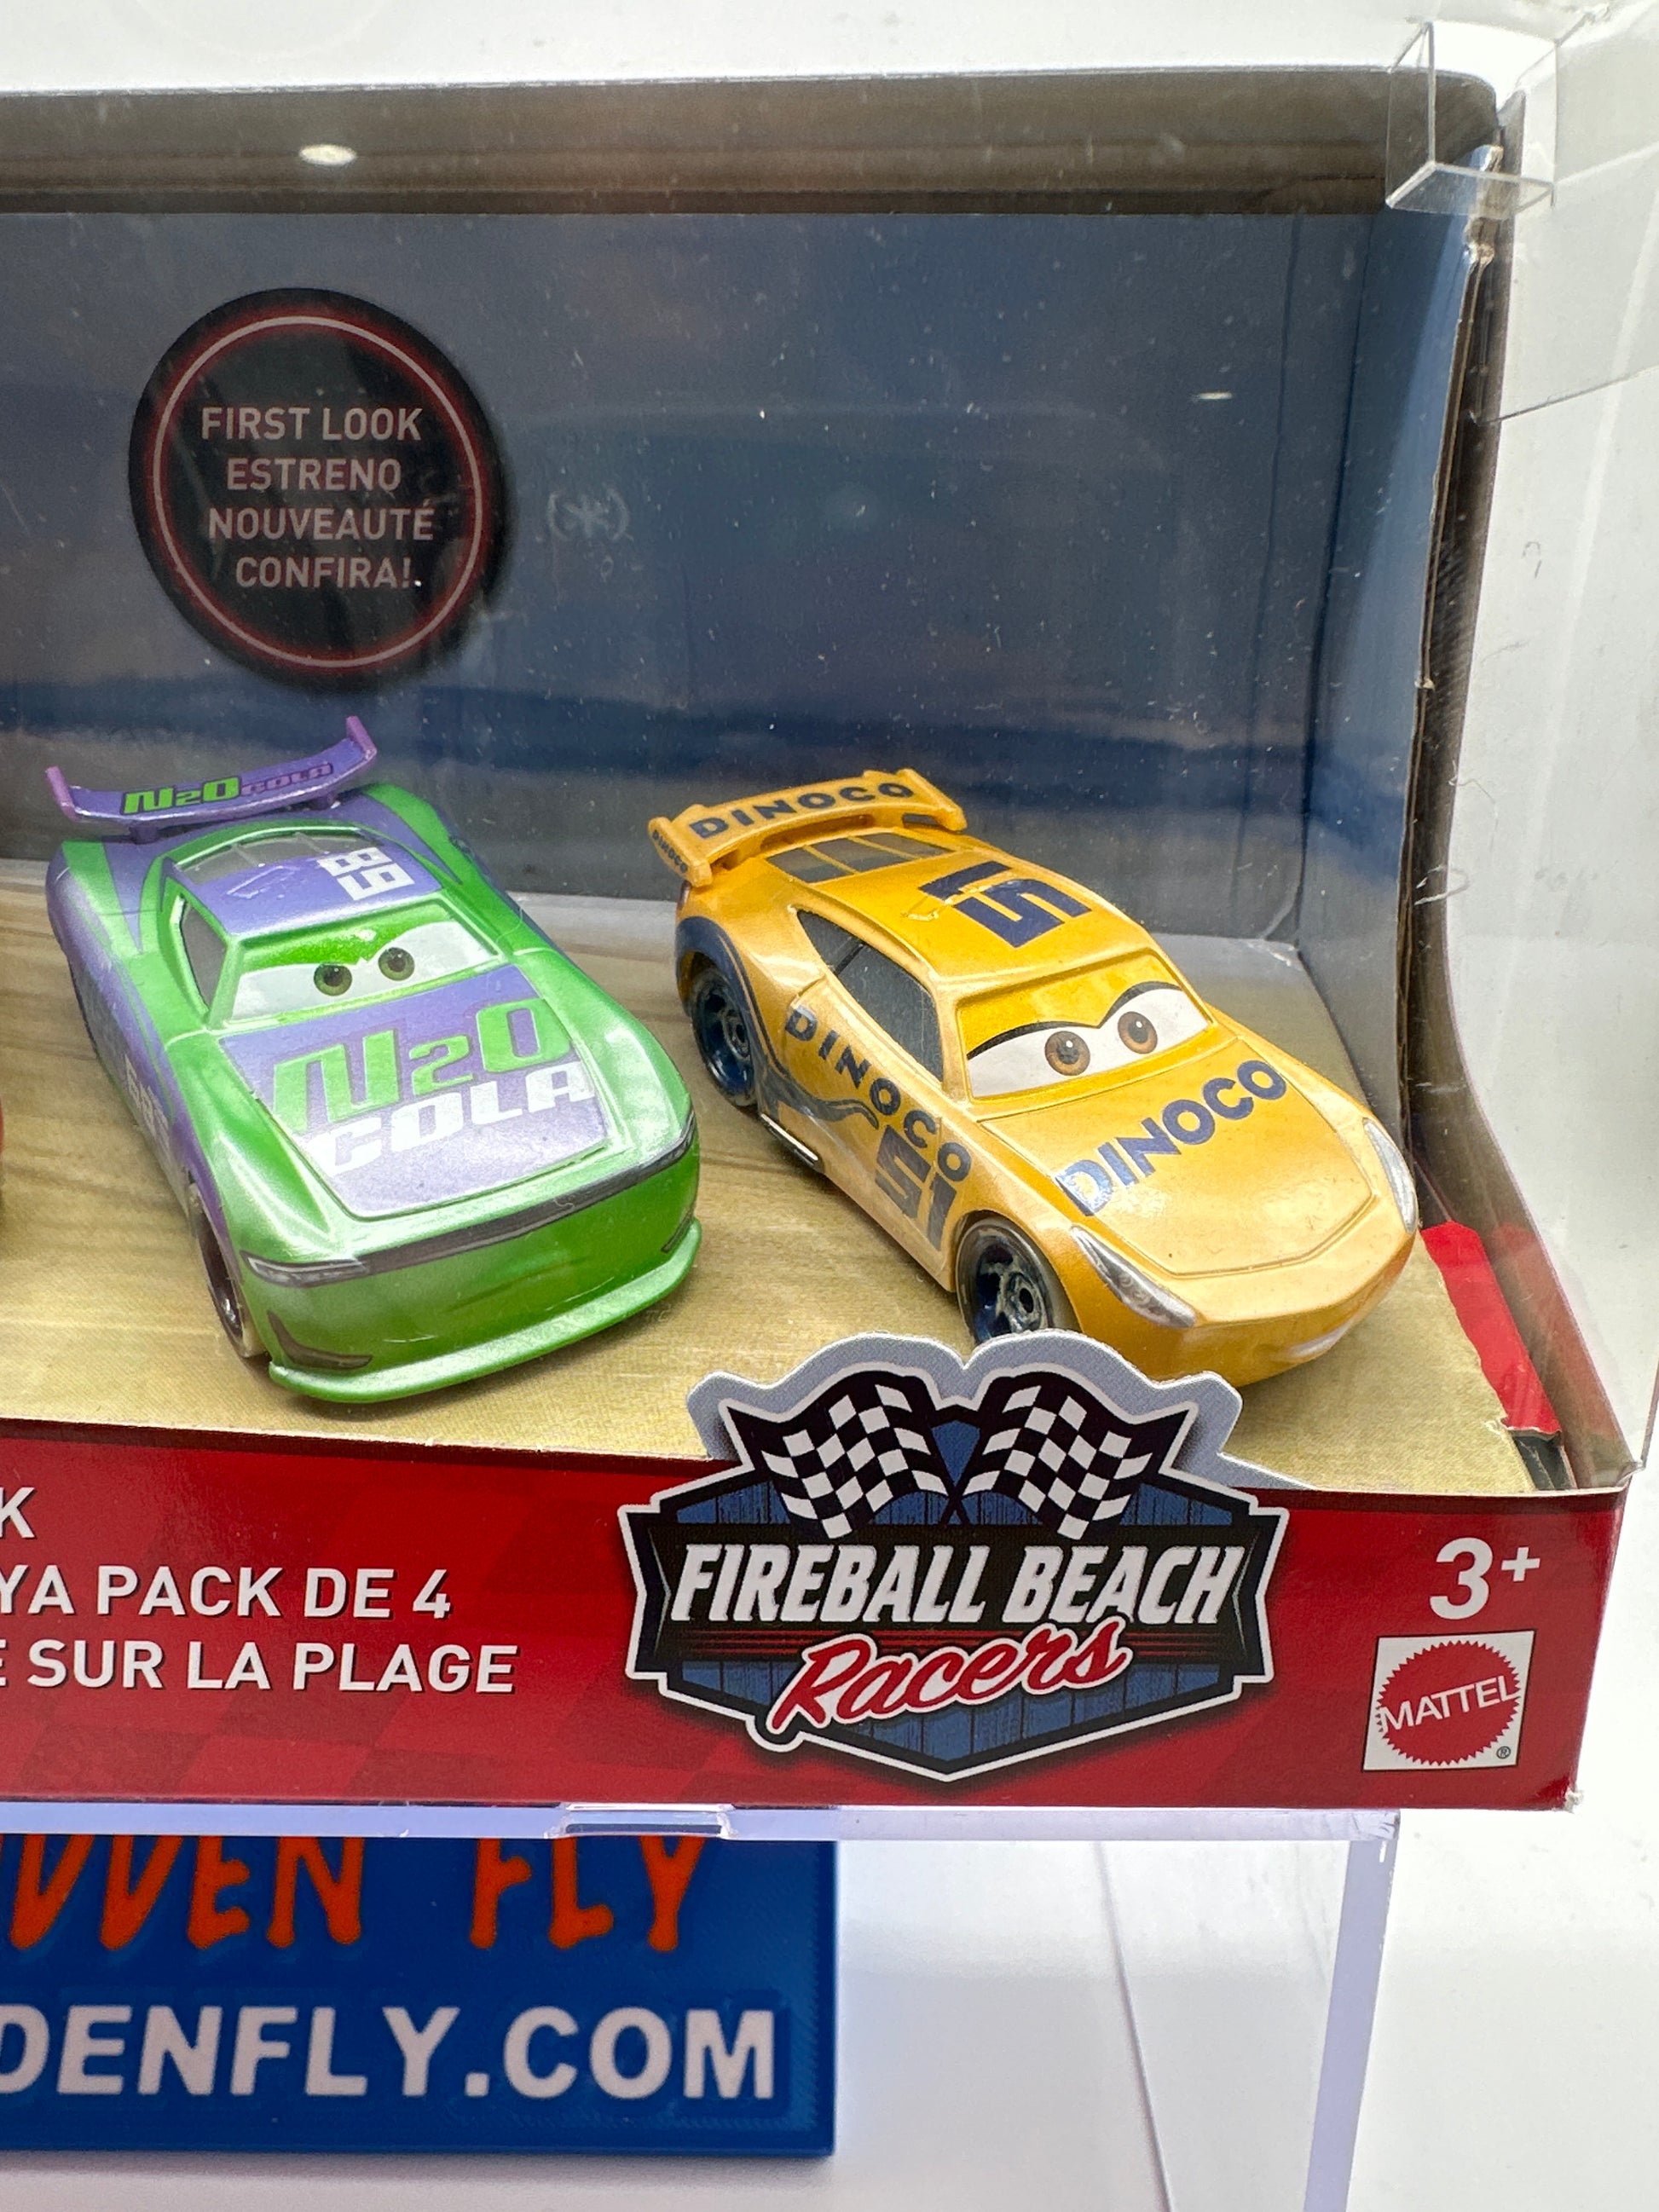 FIRST LOOK
ESTRENO
NOUVEAUTÉ
CONFIRA!
N2O COLA
68
N2O
COLA
DINOCO
DINOCO
51
DINOCO
51
DINOCO
K
YA PACK DE 4
E SUR LA PLAGE
FIREBALL BEACH
Racers
3+
MATTEL
®
DDEN FLY
DENFLY.COM